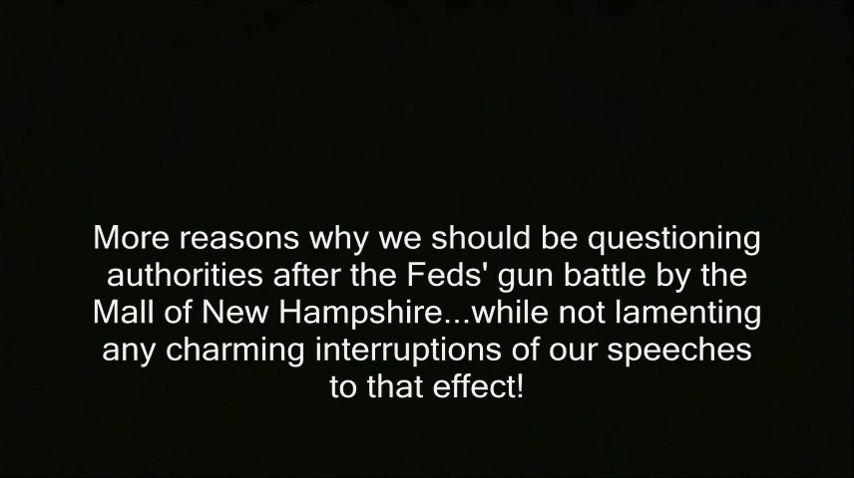 More reasons why we should be questioning
authorities after the Feds' gun battle by the
Mall of New Hampshire...while not lamenting
any charming interruptions of our speeches
to that effect!